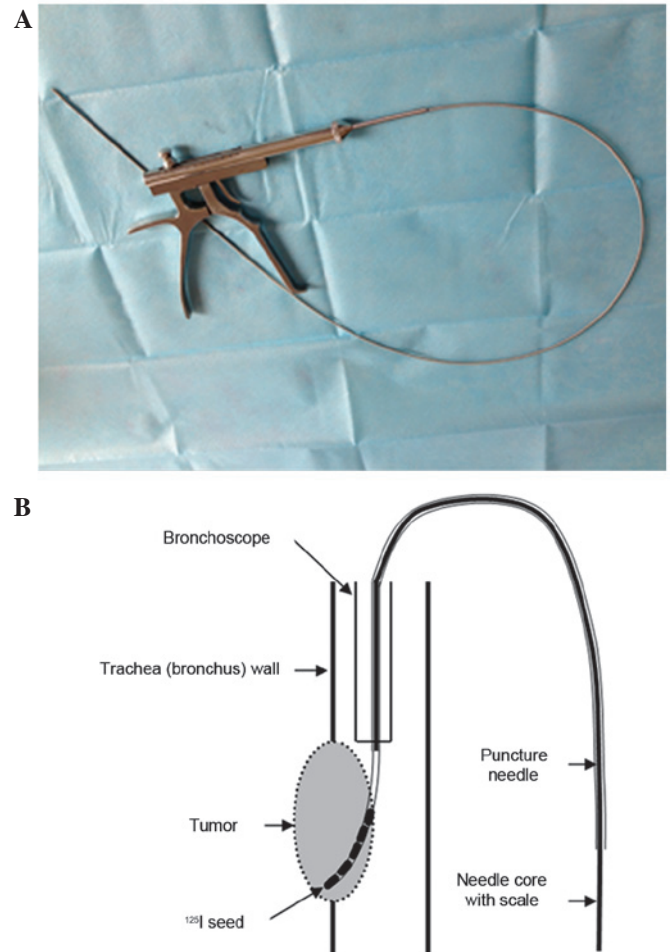 A
B
Bronchoscope
Trachea (bronchus) wall
Puncture
needle
Tumor
Needle core
with scale
¹²⁵I seed